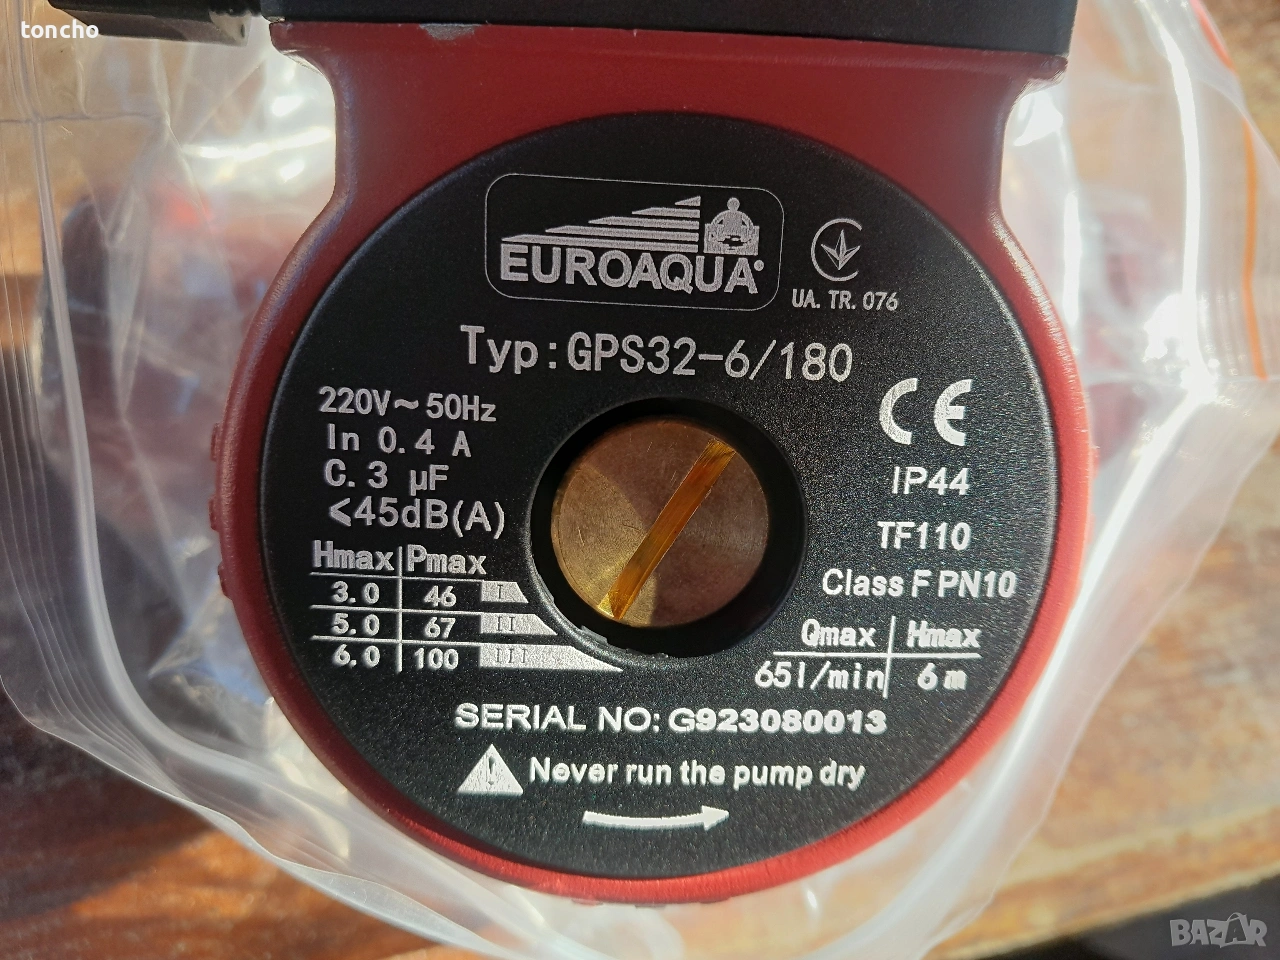 toncho
EUROAQUA
UA. TR. 076
Typ: GPS32-6/180
220V~50Hz
In 0.4 A
C. 3 µF
≤45dB(A)
IP44
TF110
Class F PN10
Hmax Pmax
3.0 46 I
5.0 67 II
6.0 100 III
Qmax Hmax
65l/min 6m
SERIAL NO: G923080013
Never run the pump dry
BAZAR